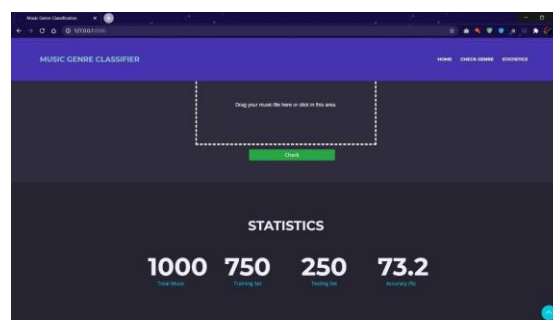 Music Genre Classification
127.0.0.1
MUSIC GENRE CLASSIFIER
HOME CHECK GENRE STATISTICS
Drag your music file here or click in this area.
Check
STATISTICS
1000 750 250 73.2
Total Music Training Set Testing Set Accuracy (%)